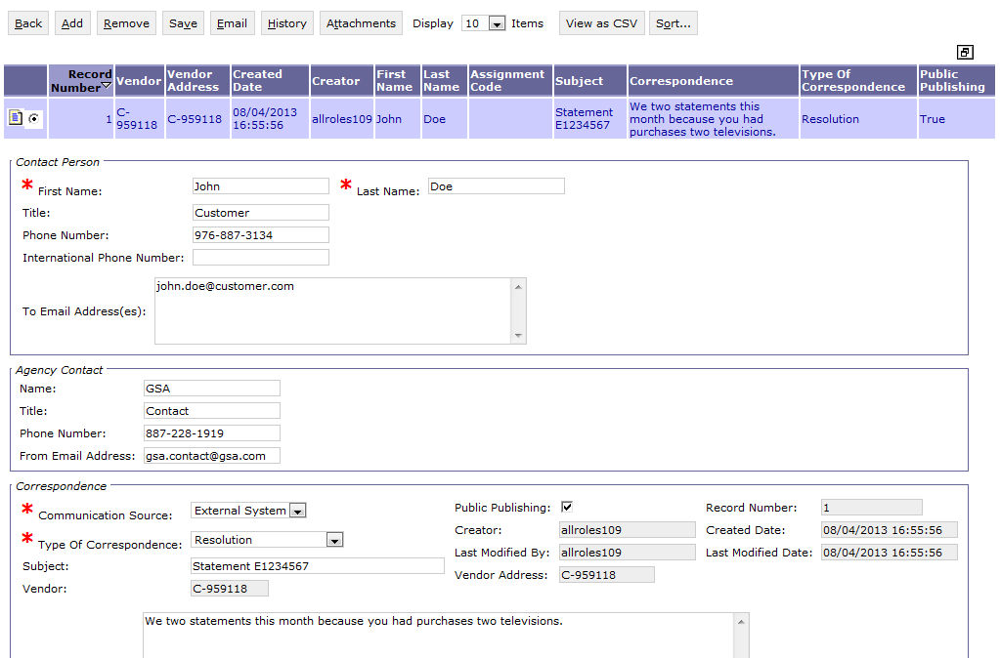 Back Add Remove Save Email History Attachments Display 10 Items View as CSV Sort...
Record Number Vendor Vendor Address Created Date Creator First Name Last Name Assignment Code Subject Correspondence Type Of Correspondence Public Publishing
1 C-959118 C-959118 08/04/2013 16:55:56 allroles109 John Doe Statement E1234567 We two statements this month because you had purchases two televisions. Resolution True
Contact Person
* First Name: John * Last Name: Doe
Title: Customer
Phone Number: 976-887-3134
International Phone Number:
To Email Address(es): john.doe@customer.com
Agency Contact
Name: GSA
Title: Contact
Phone Number: 887-228-1919
From Email Address: gsa.contact@gsa.com
Correspondence
* Communication Source: External System Public Publishing: Record Number: 1
* Type Of Correspondence: Resolution Creator: allroles109 Created Date: 08/04/2013 16:55:56
Subject: Statement E1234567 Last Modified By: allroles109 Last Modified Date: 08/04/2013 16:55:56
Vendor: C-959118 Vendor Address: C-959118
We two statements this month because you had purchases two televisions.